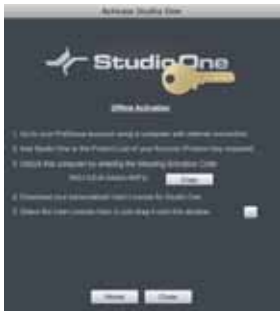 Activate Studio One
Studio One
Offline Activation
1. Go to your PreSonus Account using a computer with internet connection.
2. Add Studio One to the Product List of your Account (Product Key required).
3. Unlock this computer by entering the following Activation Code:
Copy
4. Download your personalized User License for Studio One.
5. Select the User License here or just drag it onto this window.
Home
Close